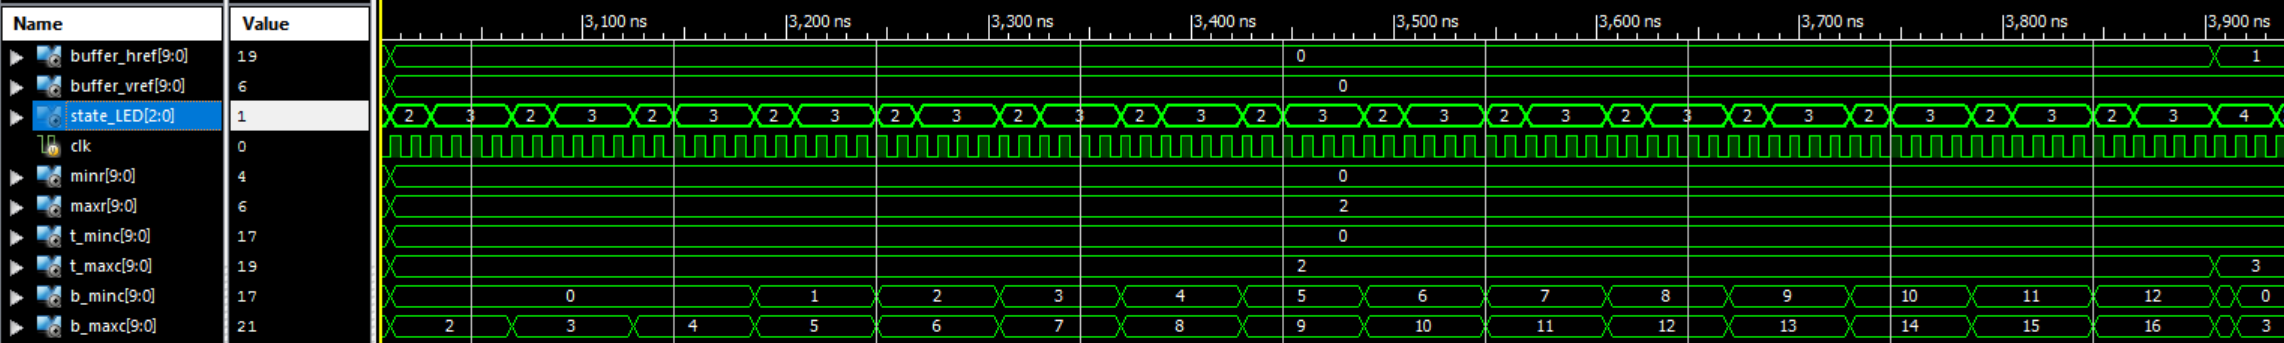 Name Value 3,100 ns 3,200 ns 3,300 ns 3,400 ns 3,500 ns 3,600 ns 3,700 ns 3,800 ns 3,900 ns
buffer_href[9:0] 19 0 1
buffer_vref[9:0] 6 0
state_LED[2:0] 1 2 3 2 3 2 3 2 3 2 3 2 3 2 3 2 3 2 3 2 3 2 3 2 3 2 3 2 3 2 3 4
clk 0
minr[9:0] 4 0
maxr[9:0] 6 2
t_minc[9:0] 17 0
t_maxc[9:0] 19 2 3
b_minc[9:0] 17 0 1 2 3 4 5 6 7 8 9 10 11 12 0
b_maxc[9:0] 21 2 3 4 5 6 7 8 9 10 11 12 13 14 15 16 3